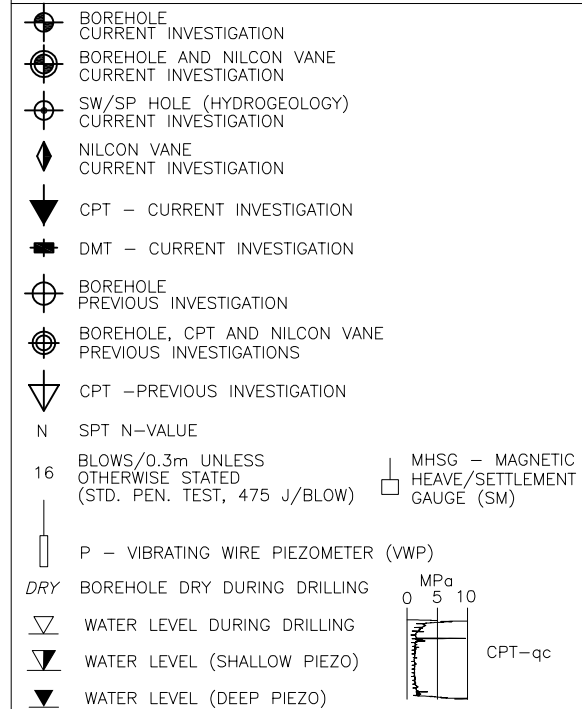 BOREHOLE
CURRENT INVESTIGATION
BOREHOLE AND NILCON VANE
CURRENT INVESTIGATION
SW/SP HOLE (HYDROGEOLOGY)
CURRENT INVESTIGATION
NILCON VANE
CURRENT INVESTIGATION
CPT – CURRENT INVESTIGATION
DMT – CURRENT INVESTIGATION
BOREHOLE
PREVIOUS INVESTIGATION
BOREHOLE, CPT AND NILCON VANE
PREVIOUS INVESTIGATIONS
CPT –PREVIOUS INVESTIGATION
N SPT N–VALUE
16 BLOWS/0.3m UNLESS
OTHERWISE STATED
(STD. PEN. TEST, 475 J/BLOW)
MHSG – MAGNETIC
HEAVE/SETTLEMENT
GAUGE (SM)
P – VIBRATING WIRE PIEZOMETER (VWP)
DRY BOREHOLE DRY DURING DRILLING
WATER LEVEL DURING DRILLING
WATER LEVEL (SHALLOW PIEZO)
WATER LEVEL (DEEP PIEZO)
MPa
0 5 10
CPT–qc